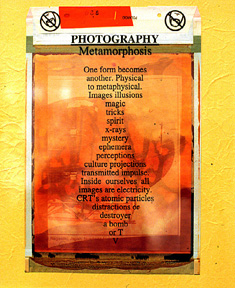 PHOTOGRAPHY
Metamorphosis
One form becomes
another. Physical
to metaphysical.
Images illusions
magic
tricks
spirit
x-rays
mystery
ephemera
perceptions
culture projections
transmitted impulse.
Inside ourselves all
images are electricity.
CRT's atomic particles
distractions de
destroyer
a bomb
or T
V